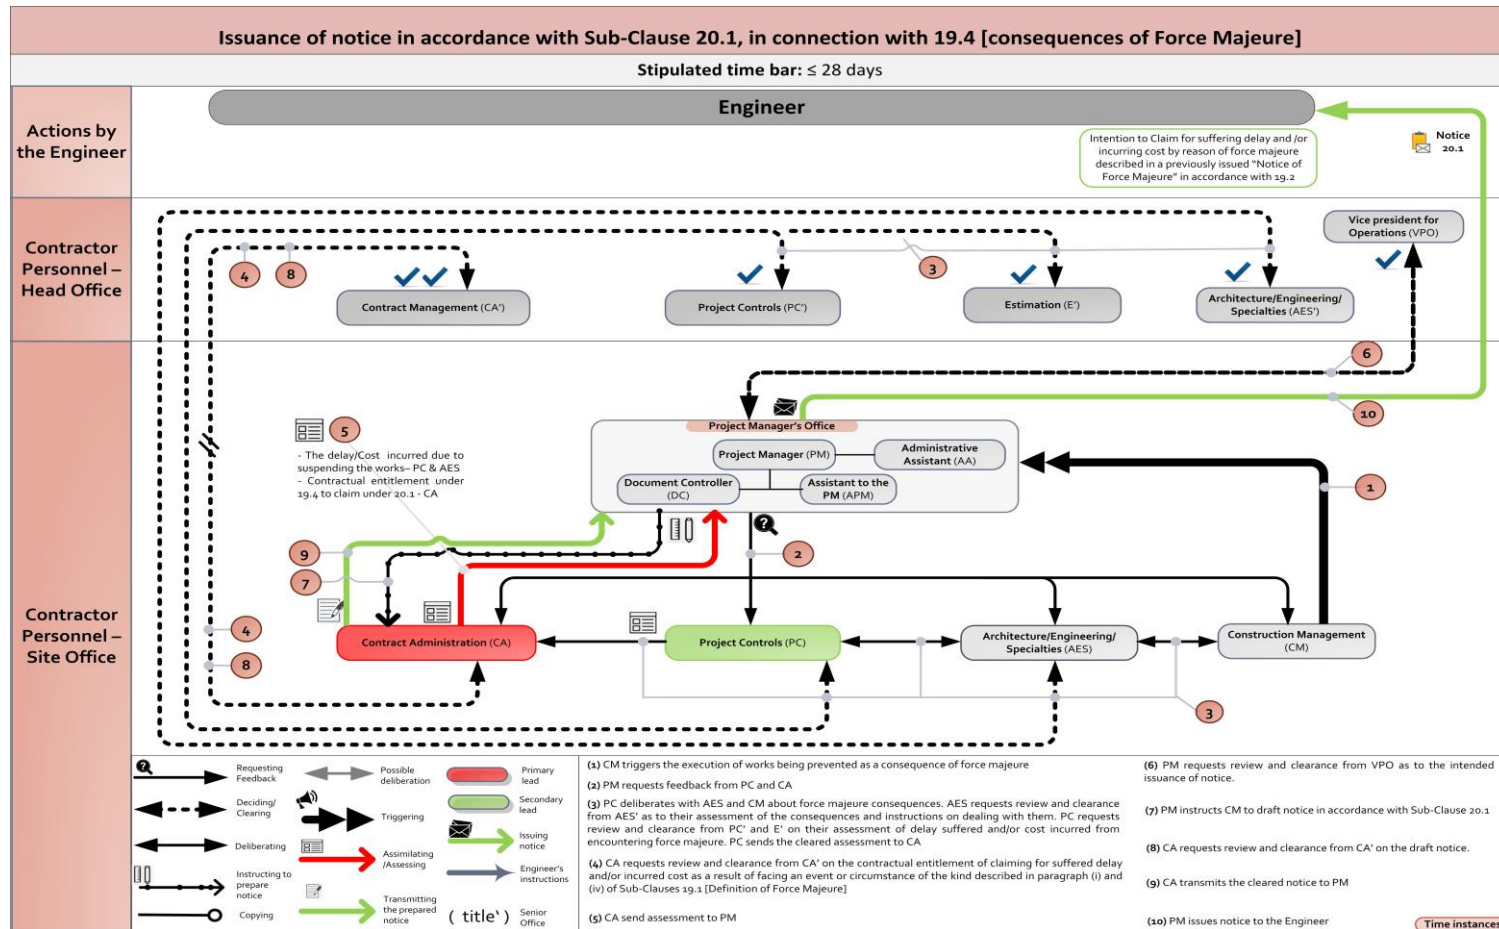 Issuance of notice in accordance with Sub-Clause 20.1, in connection with 19.4 [consequences of Force Majeure]
Stipulated time bar: ≤ 28 days
Actions by
the Engineer
Engineer
Intention to Claim for suffering delay and /or
incurring cost by reason of force majeure
described in a previously issued "Notice of
Force Majeure" in accordance with 19.2
Notice
20.1
Contractor
Personnel –
Head Office
4
8
3
Vice president for
Operations (VPO)
Contract Management (CA')
Project Controls (PC')
Estimation (E')
Architecture/Engineering/
Specialties (AES')
6
10
Contractor
Personnel –
Site Office
5
- The delay/Cost incurred due to
suspending the works– PC & AES
- Contractual entitlement under
19.4 to claim under 20.1 - CA
Project Manager's Office
Project Manager (PM)
Administrative
Assistant (AA)
Document Controller
(DC)
Assistant to the
PM (APM)
1
9
7
2
4
8
Contract Administration (CA)
Project Controls (PC)
Architecture/Engineering/
Specialties (AES)
Construction Management
(CM)
3
Requesting
Feedback
Deciding/
Clearing
Deliberating
Instructing to
prepare
notice
Copying
Possible
deliberation
Triggering
Assimilating
/Assessing
Transmitting
the prepared
notice
Primary
lead
Secondary
lead
Issuing
notice
Engineer's
instructions
( title‛ )
Senior
Office
(1) CM triggers the execution of works being prevented as a consequence of force majeure
(2) PM requests feedback from PC and CA
(3) PC deliberates with AES and CM about force majeure consequences. AES requests review and clearance
from AES' as to their assessment of the consequences and instructions on dealing with them. PC requests
review and clearance from PC' and E' on their assessment of delay suffered and/or cost incurred from
encountering force majeure. PC sends the cleared assessment to CA
(4) CA requests review and clearance from CA' on the contractual entitlement of claiming for suffered delay
and/or incurred cost as a result of facing an event or circumstance of the kind described in paragraph (i) and
(iv) of Sub-Clauses 19.1 [Definition of Force Majeure]
(5) CA send assessment to PM
(6) PM requests review and clearance from VPO as to the intended
issuance of notice.
(7) PM instructs CM to draft notice in accordance with Sub-Clause 20.1
(8) CA requests review and clearance from CA' on the draft notice.
(9) CA transmits the cleared notice to PM
(10) PM issues notice to the Engineer
Time instances